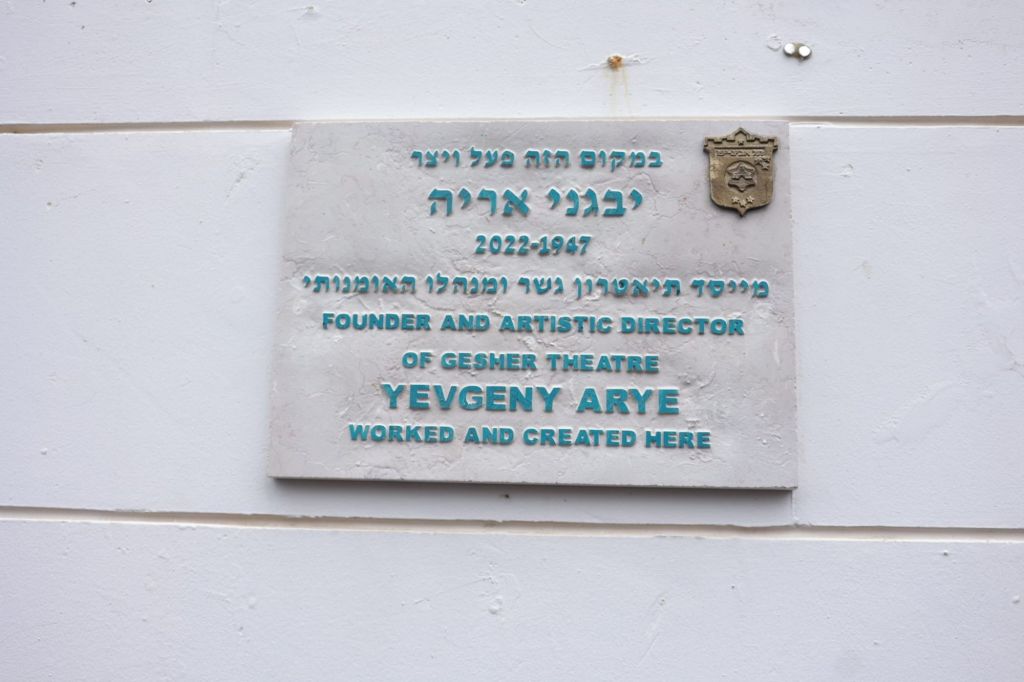 במקום הזה פעל ויצר
יבגני אריה
2022-1947
מייסד תיאטרון גשר ומנהלו האומנותי
FOUNDER AND ARTISTIC DIRECTOR
OF GESHER THEATRE
YEVGENY ARYE
WORKED AND CREATED HERE